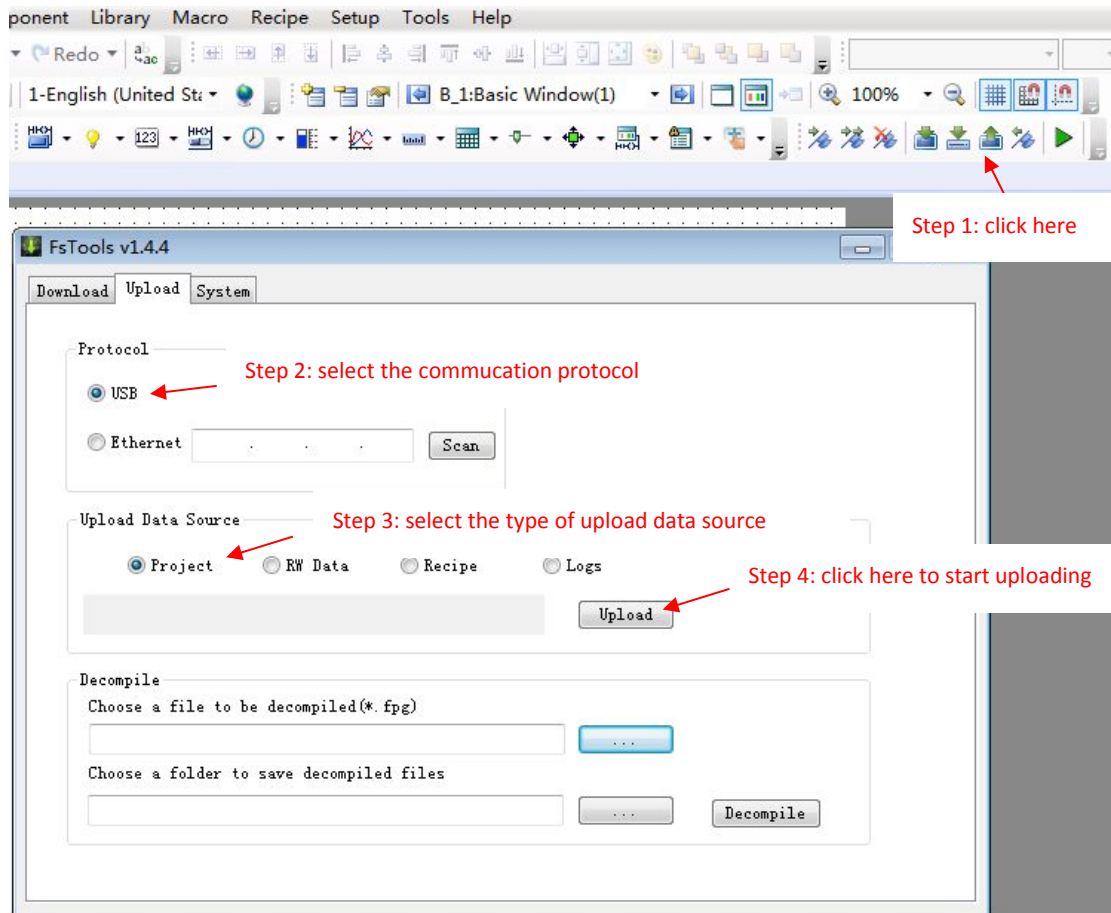 ponent Library Macro Recipe Setup Tools Help
Redo
1-English (United Sta B_1:Basic Window(1) 100%
123
Step 1: click here
FsTools v1.4.4
Download Upload System
Protocol
Step 2: select the commucation protocol
USB
Ethernet . . . Scan
Upload Data Source
Step 3: select the type of upload data source
Project RW Data Recipe Logs
Step 4: click here to start uploading
Upload
Decompile
Choose a file to be decompiled(*.fpg)
...
Choose a folder to save decompiled files
... Decompile